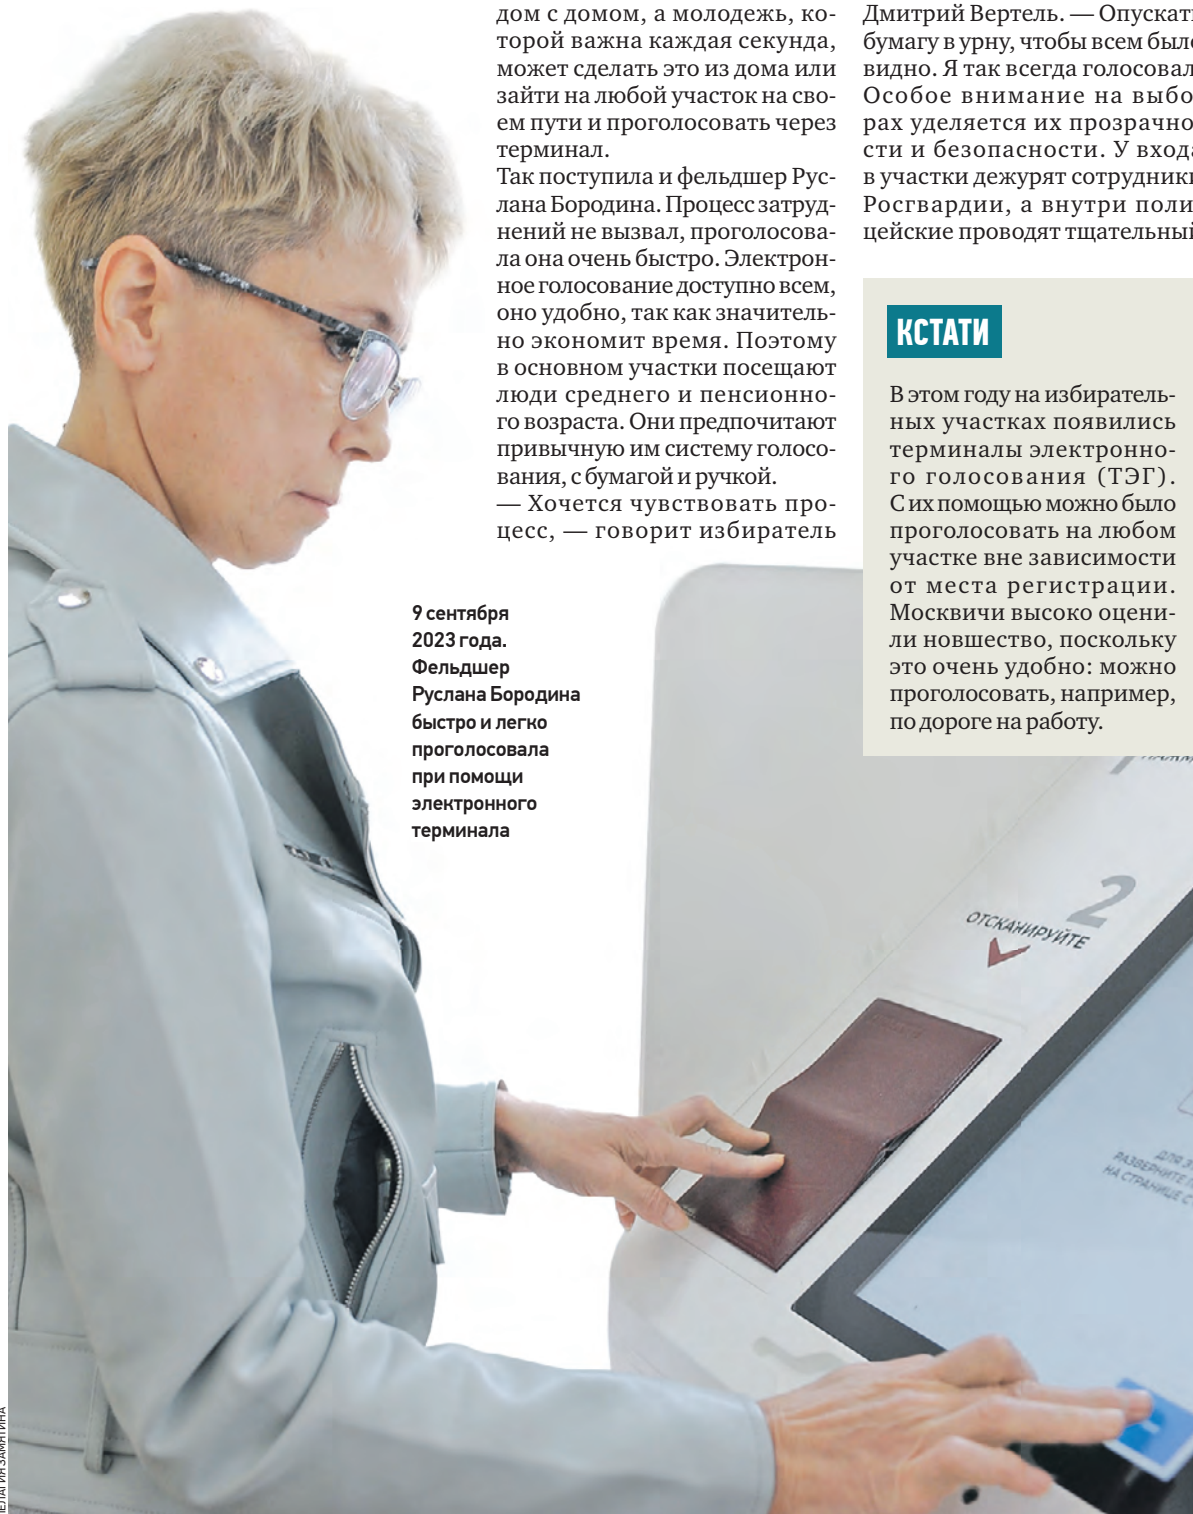 дом с домом, а молодежь, ко-
торой важна каждая секунда,
может сделать это из дома или
зайти на любой участок на сво-
ем пути и проголосовать через
терминал.
Так поступила и фельдшер Рус-
лана Бородина. Процесс затруд-
нений не вызвал, проголосова-
ла она очень быстро. Электрон-
ное голосование доступно всем,
оно удобно, так как значитель-
но экономит время. Поэтому
в основном участки посещают
люди среднего и пенсионно-
го возраста. Они предпочитают
привычную им систему голосо-
вания, с бумагой и ручкой.
— Хочется чувствовать про-
цесс, — говорит избиратель
Дмитрий Вертель. — Опускать
бумагу в урну, чтобы всем было
видно. Я так всегда голосовал.
Особое внимание на выбо-
рах уделяется их прозрачно-
сти и безопасности. У входа
в участки дежурят сотрудники
Росгвардии, а внутри поли-
цейские проводят тщательный
КСТАТИ
В этом году на избиратель-
ных участках появились
терминалы электронно-
го голосования (ТЭГ).
С их помощью можно было
проголосовать на любом
участке вне зависимости
от места регистрации.
Москвичи высоко оцени-
ли новшество, поскольку
это очень удобно: можно
проголосовать, например,
по дороге на работу.
9 сентября
2023 года.
Фельдшер
Руслана Бородина
быстро и легко
проголосовала
при помощи
электронного
терминала
2
ОТСКАНИРУЙТЕ
ДЛЯ
РАЗВЕРНИТЕ
НА СТРАНИЦЕ С
ЗАМЯТИНА